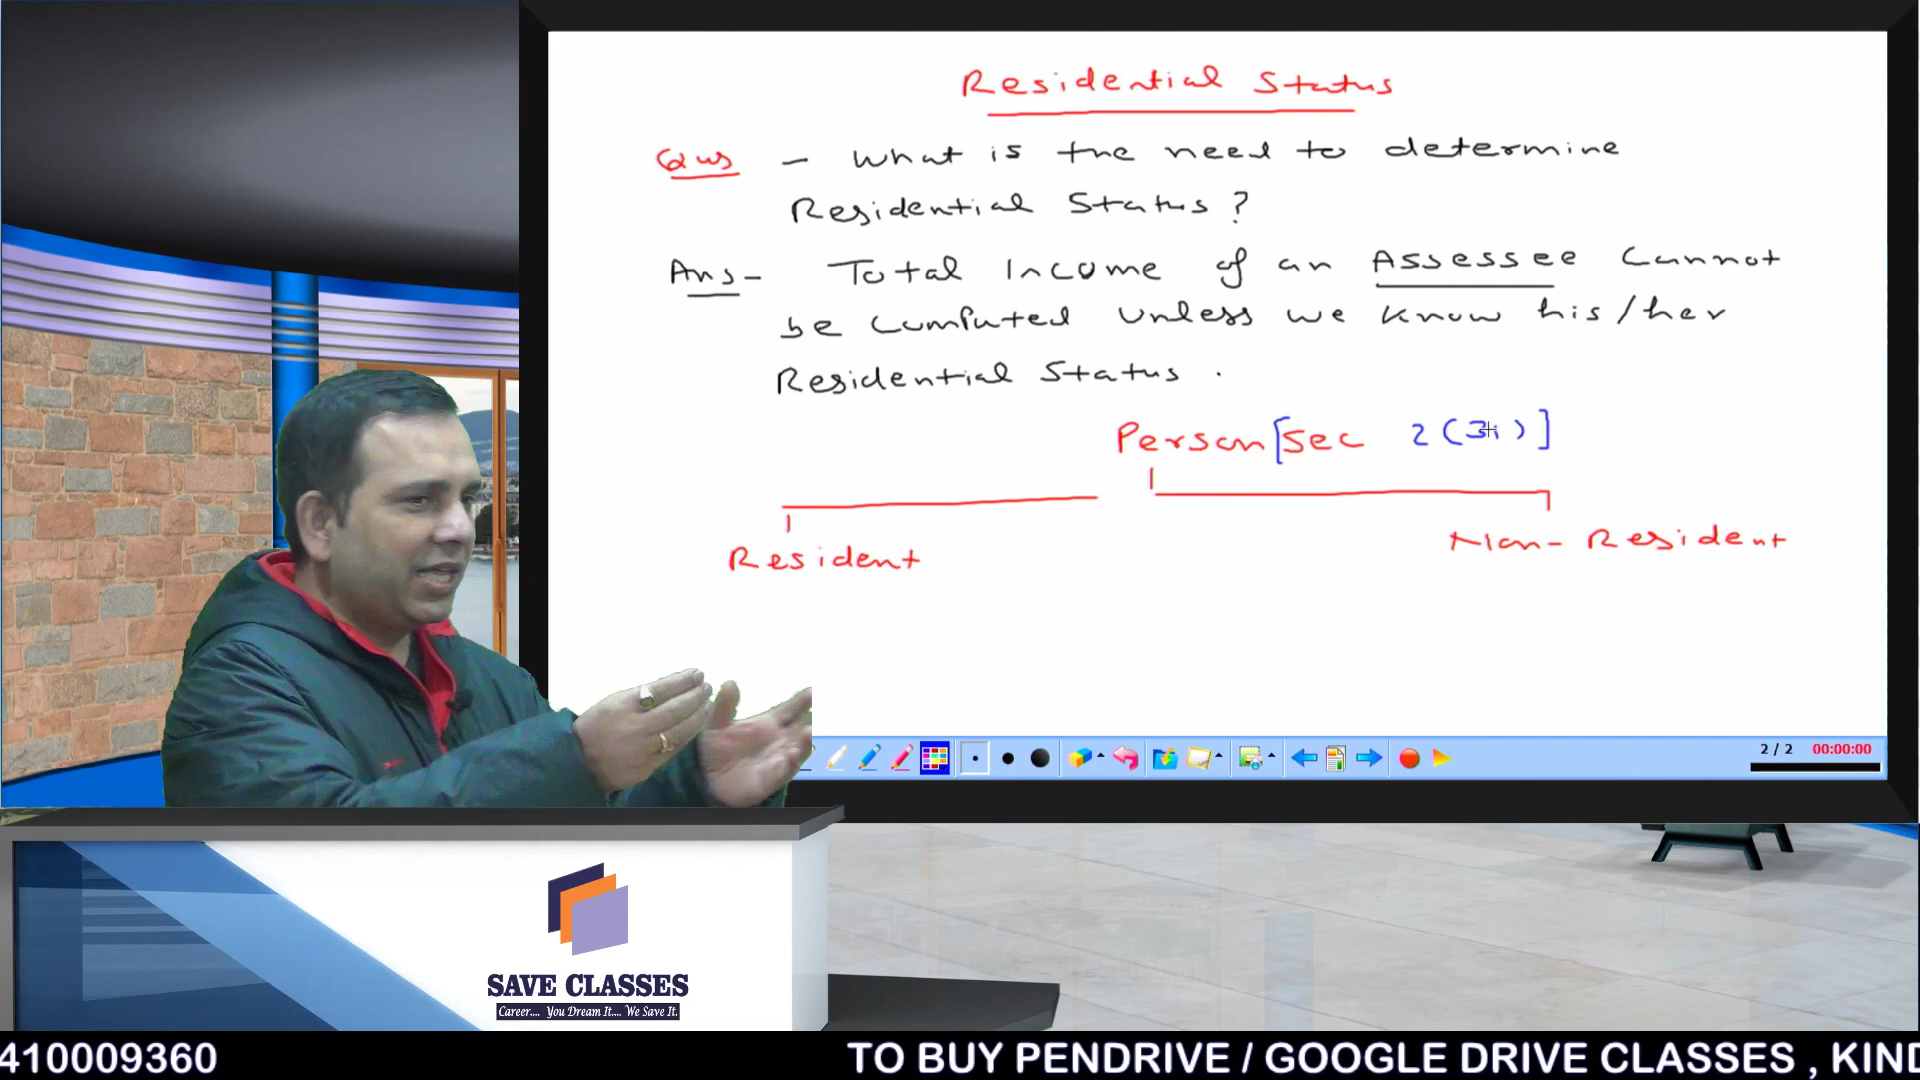 Residential Status
Qus - What is the need to determine
Residential Status ?
Ans - Total Income of an Assessee Cannot
be Computed Unless we Know his/her
Residential Status .
Person [Sec 2(31)]
Resident
Non-Resident
2 / 2 00:00:00
SAVE CLASSES
Career.... You Dream It.... We Save It.
410009360 TO BUY PENDRIVE / GOOGLE DRIVE CLASSES , KIND